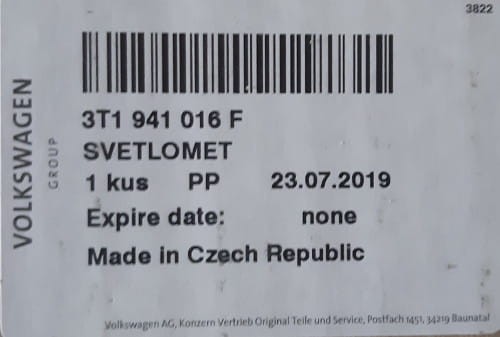 3822
VOLKSWAGEN
GROUP
3T1 941 016 F
SVETLOMET
1 kus PP 23.07.2019
Expire date: none
Made in Czech Republic
Volkswagen AG, Konzern Vertrieb Original Teile und Service, Postfach 1451, 34219 Baunatal